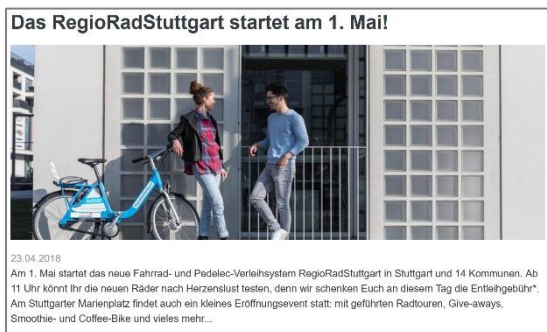 Das RegioRadStuttgart startet am 1. Mai!
23.04.2018
Am 1. Mai startet das neue Fahrrad- und Pedelec-Verleihsystem RegioRadStuttgart in Stuttgart und 14 Kommunen. Ab
11 Uhr könnt Ihr die neuen Räder nach Herzenslust testen, denn wir schenken Euch an diesem Tag die Entleihgebühr*.
Am Stuttgarter Marienplatz findet auch ein kleines Eröffnungsevent statt: mit geführten Radtouren, Give-aways,
Smoothie- und Coffee-Bike und vieles mehr...